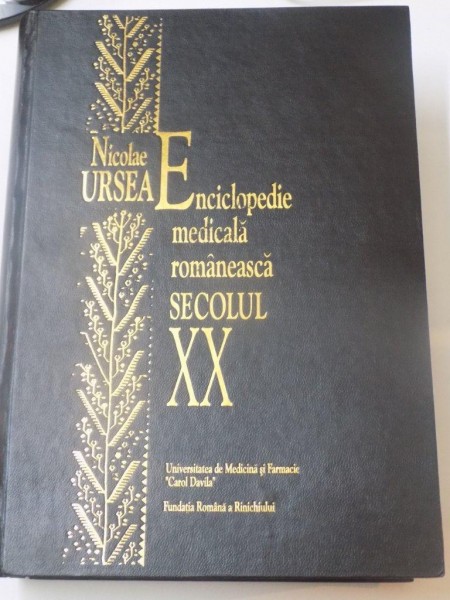 Nicolae
URSEA
Enciclopedie
medicală
românească
SECOLUL
XX
Universitatea de Medicină şi Farmacie
"Carol Davila"
Fundaţia Română a Rinichiului